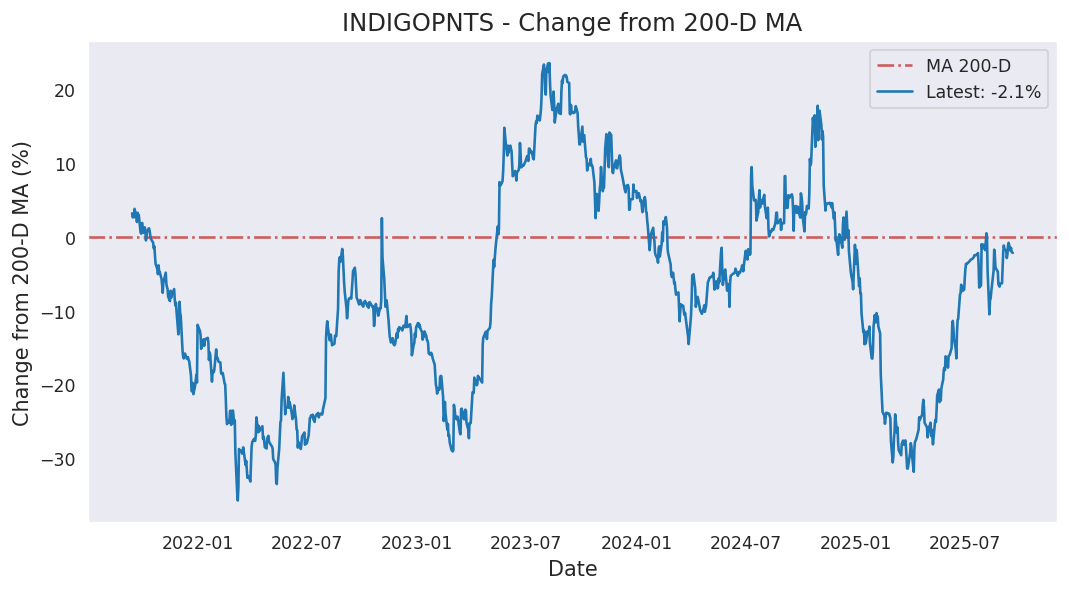 INDIGOPNTS - Change from 200-D MA
MA 200-D
Latest: -2.1%
Change from 200-D MA (%)
20
10
0
−10
−20
−30
2022-01 2022-07 2023-01 2023-07 2024-01 2024-07 2025-01 2025-07
Date